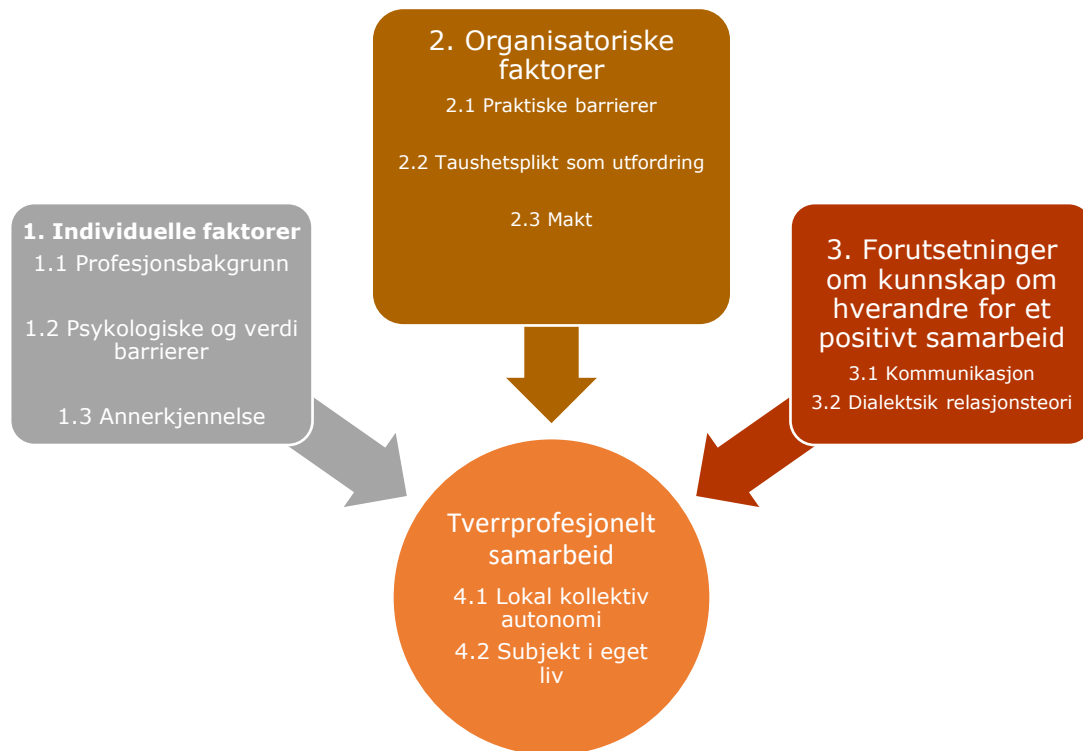 1. Individuelle faktorer
1.1 Profesjonsbakgrunn
1.2 Psykologiske og verdi
barrierer
1.3 Annerkjennelse
2. Organisatoriske
faktorer
2.1 Praktiske barrierer
2.2 Taushetsplikt som utfordring
2.3 Makt
3. Forutsetninger
om kunnskap om
hverandre for et
positivt samarbeid
3.1 Kommunikasjon
3.2 Dialektsik relasjonsteori
Tverrprofesjonelt
samarbeid
4.1 Lokal kollektiv
autonomi
4.2 Subjekt i eget
liv